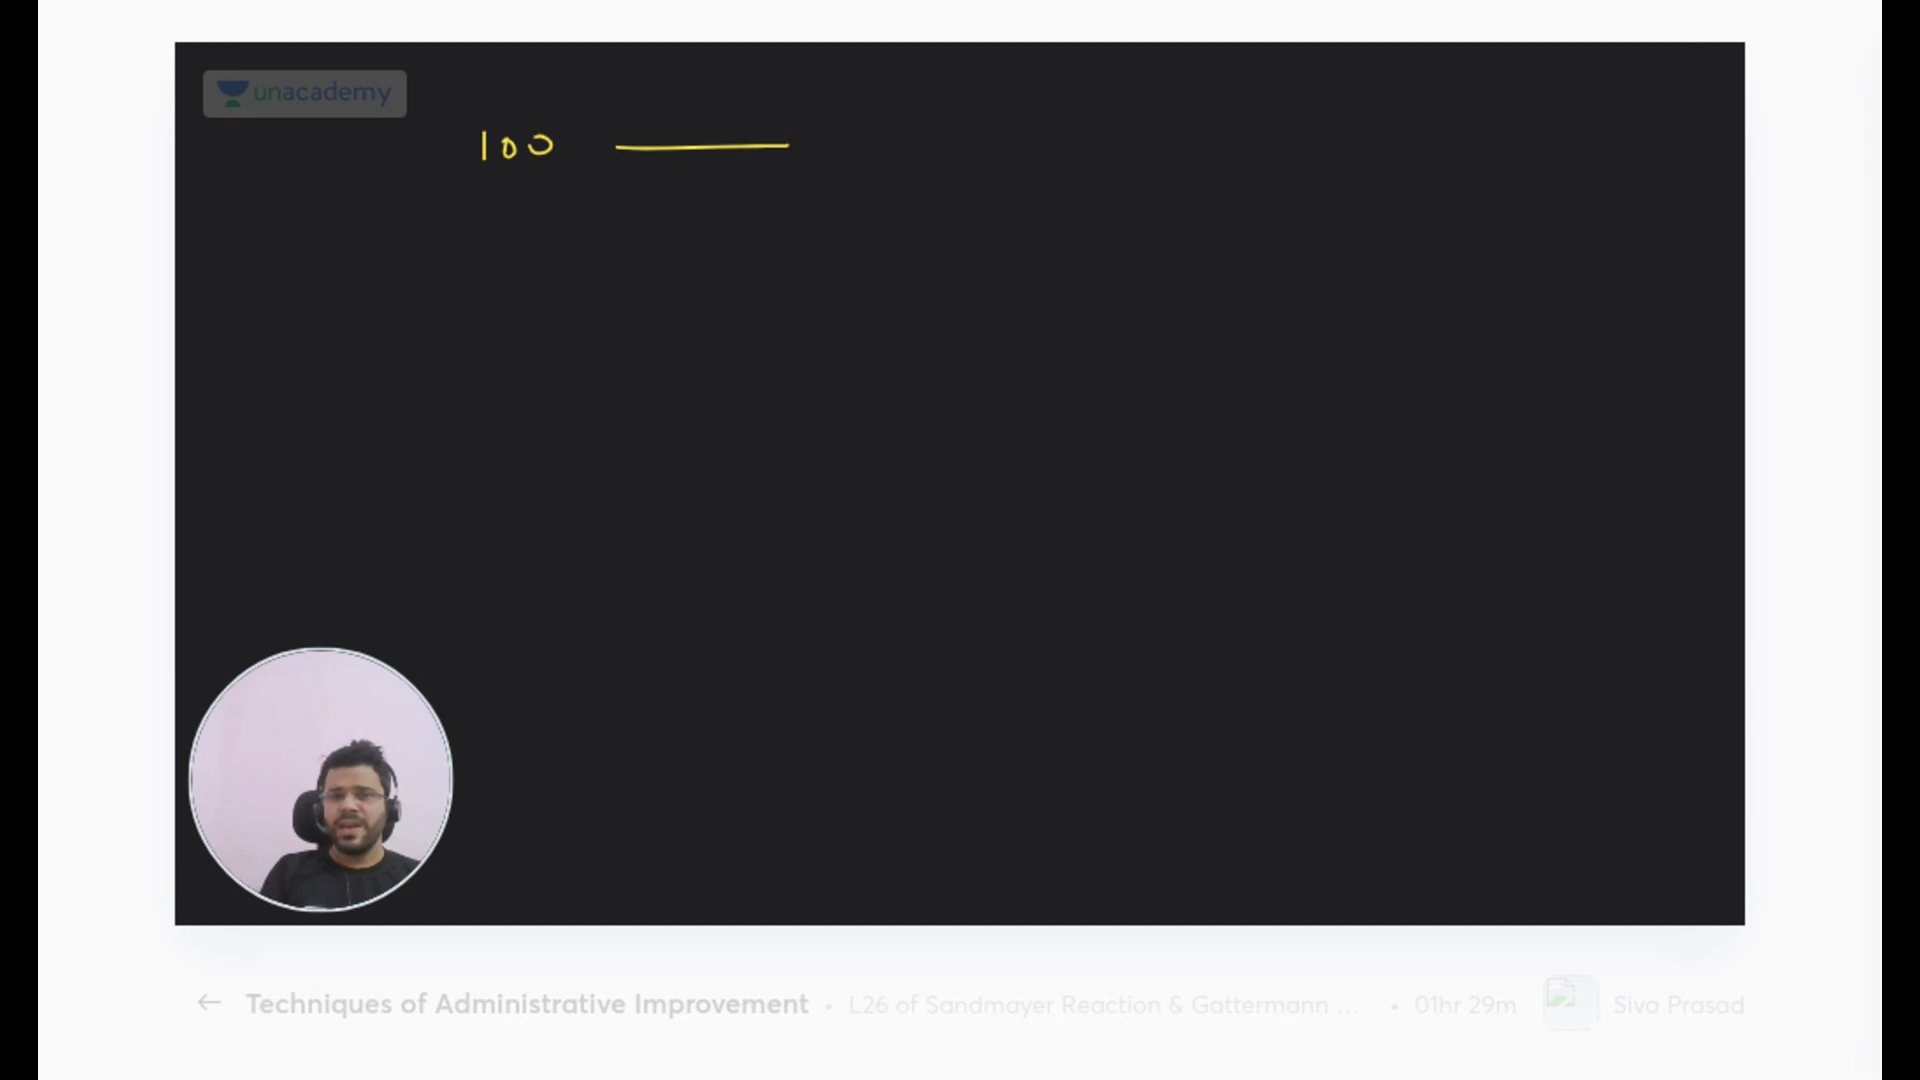 unacademy
100 ———
← Techniques of Administrative Improvement • L26 of Sandmayer Reaction & Gattermann ... • 01hr 29m Siva Prasad